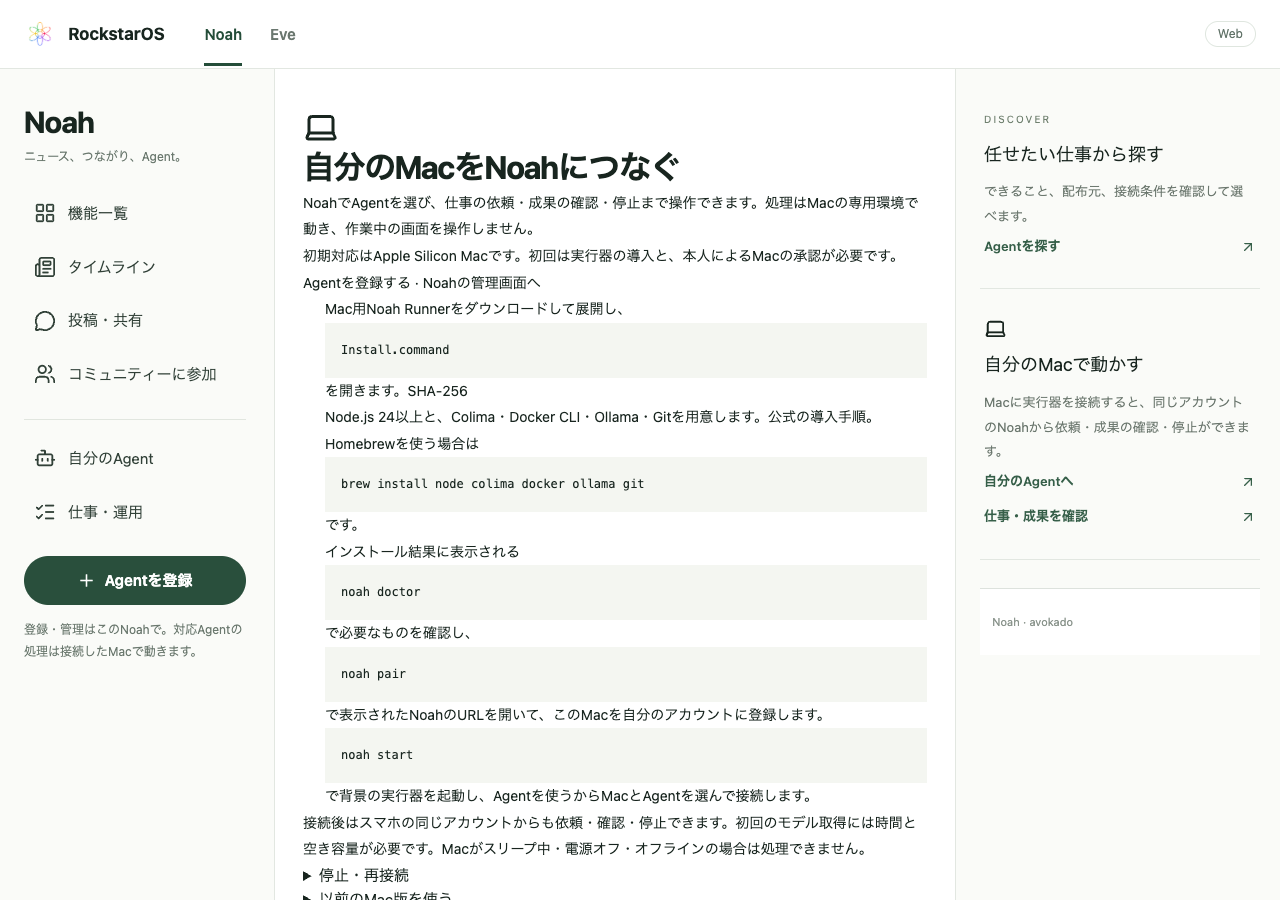 RockstarOS
Noah
Eve
Web
Noah
ニュース、つながり、Agent。
機能一覧
タイムライン
投稿・共有
コミュニティーに参加
自分のAgent
仕事・運用
Agentを登録
登録・管理はこのNoahで。対応Agentの
処理は接続したMacで動きます。
自分のMacをNoahにつなぐ
NoahでAgentを選び、仕事の依頼・成果の確認・停止まで操作できます。処理はMacの専用環境で
動き、作業中の画面を操作しません。
初期対応はApple Silicon Macです。初回は実行器の導入と、本人によるMacの承認が必要です。
Agentを登録する · Noahの管理画面へ
Mac用Noah Runnerをダウンロードして展開し、
Install.command
を開きます。SHA-256
Node.js 24以上と、Colima・Docker CLI・Ollama・Gitを用意します。公式の導入手順。
Homebrewを使う場合は
brew install node colima docker ollama git
です。
インストール結果に表示される
noah doctor
で必要なものを確認し、
noah pair
で表示されたNoahのURLを開いて、このMacを自分のアカウントに登録します。
noah start
で背景の実行器を起動し、Agentを使うからMacとAgentを選んで接続します。
接続後はスマホの同じアカウントからも依頼・確認・停止できます。初回のモデル取得には時間と
空き容量が必要です。Macがスリープ中・電源オフ・オフラインの場合は処理できません。
停止・再接続
以前のMac版を使う
DISCOVER
任せたい仕事から探す
できること、配布元、接続条件を確認して選
べます。
Agentを探す
自分のMacで動かす
Macに実行器を接続すると、同じアカウント
のNoahから依頼・成果の確認・停止ができま
す。
自分のAgentへ
仕事・成果を確認
Noah · avokado